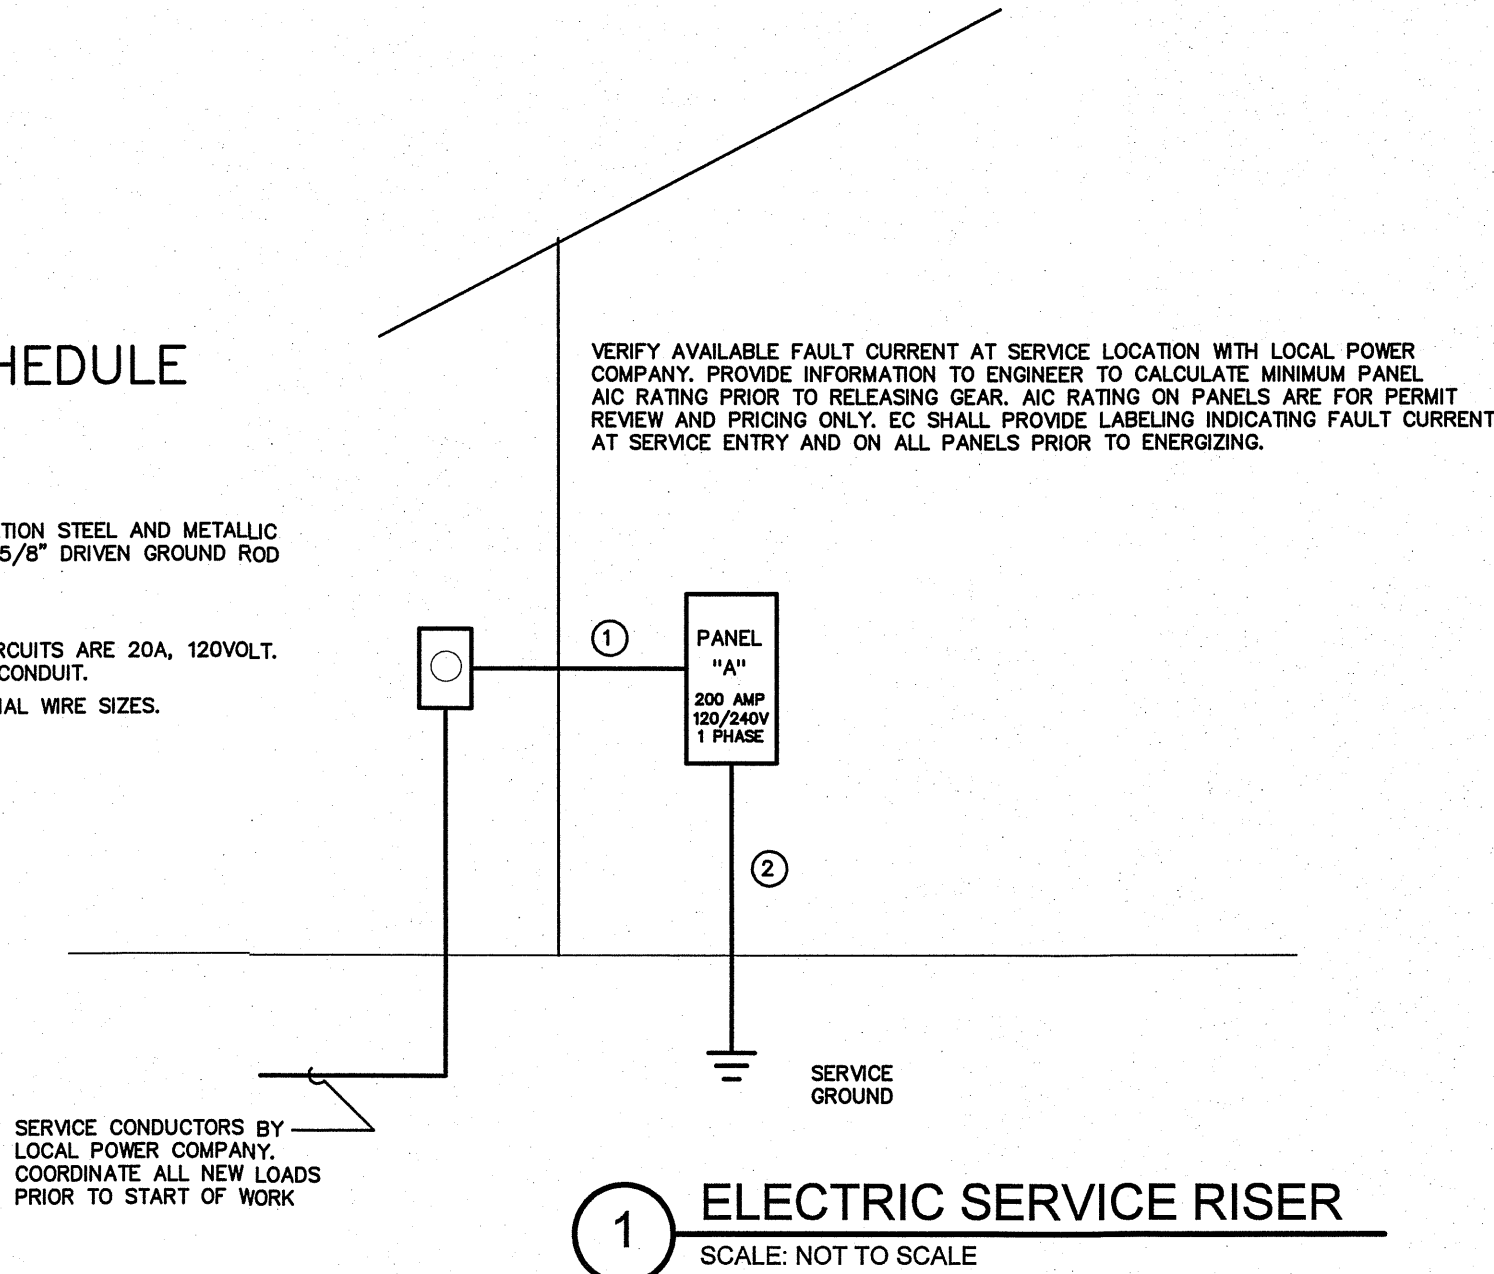 HEDULE
TION STEEL AND METALLIC
5/8" DRIVEN GROUND ROD
RCUITS ARE 20A, 120VOLT.
CONDUIT.
IAL WIRE SIZES.
VERIFY AVAILABLE FAULT CURRENT AT SERVICE LOCATION WITH LOCAL POWER
COMPANY. PROVIDE INFORMATION TO ENGINEER TO CALCULATE MINIMUM PANEL
AIC RATING PRIOR TO RELEASING GEAR. AIC RATING ON PANELS ARE FOR PERMIT
REVIEW AND PRICING ONLY. EC SHALL PROVIDE LABELING INDICATING FAULT CURRENT
AT SERVICE ENTRY AND ON ALL PANELS PRIOR TO ENERGIZING.
1
PANEL
"A"
200 AMP
120/240V
1 PHASE
2
SERVICE
GROUND
SERVICE CONDUCTORS BY
LOCAL POWER COMPANY.
COORDINATE ALL NEW LOADS
PRIOR TO START OF WORK
1
ELECTRIC SERVICE RISER
SCALE: NOT TO SCALE